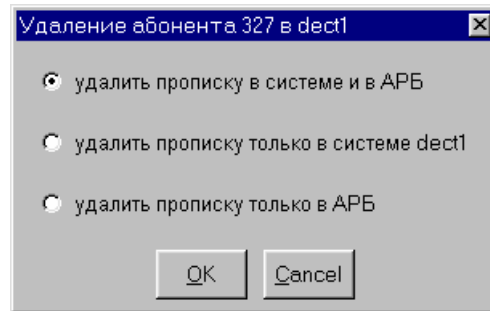 Удаление абонента 327 в dect1
удалить прописку в системе и в АРБ
удалить прописку только в системе dect1
удалить прописку только в АРБ
OK Cancel